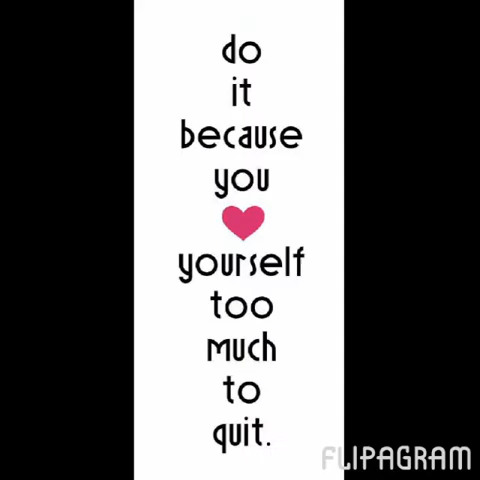 do
it
because
you
yourself
too
much
to
quit.
FLIPAGRAM